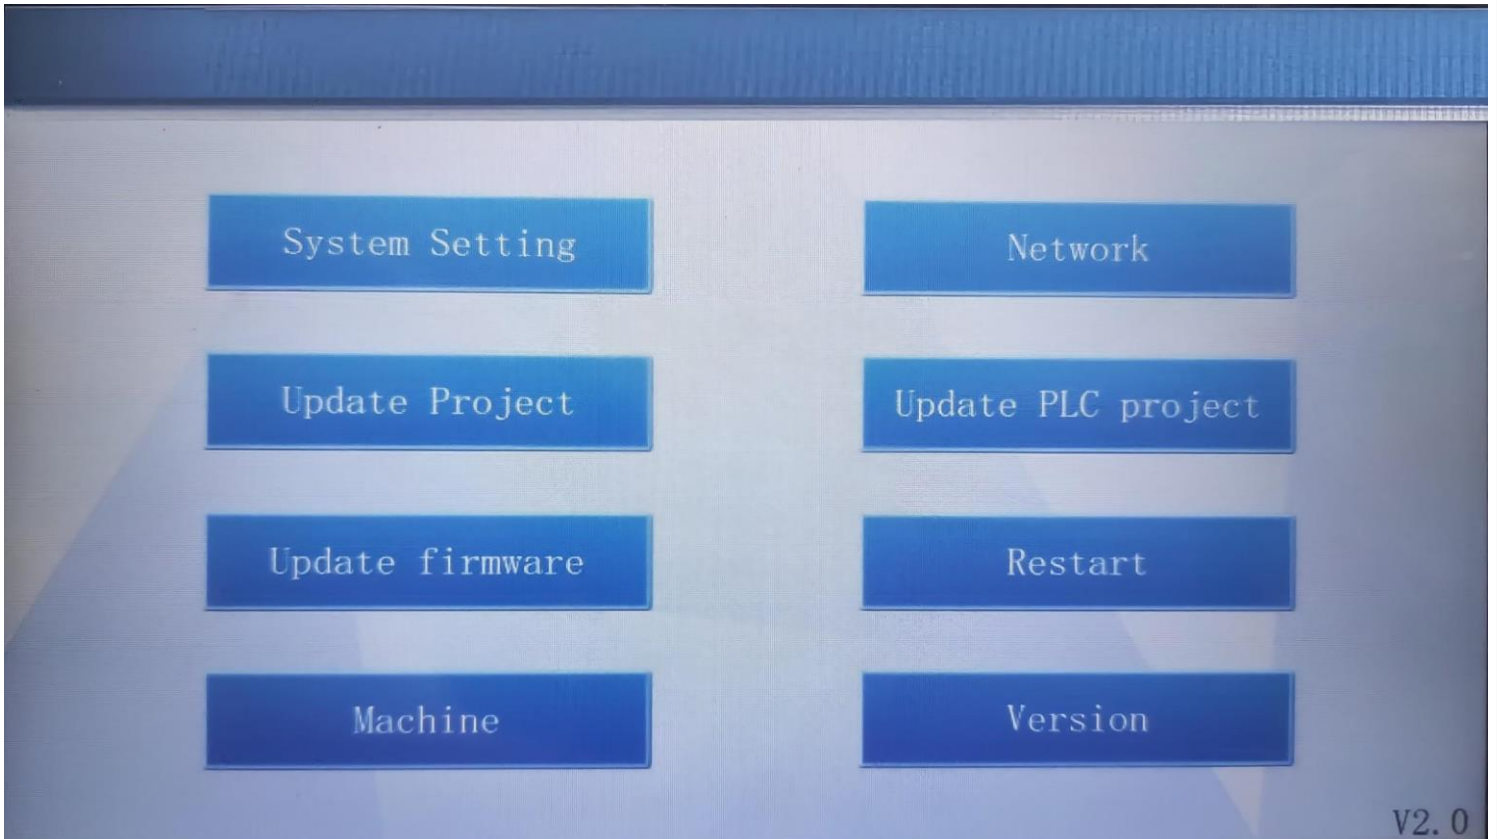 System Setting
Network
Update Project
Update PLC project
Update firmware
Restart
Machine
Version
V2.0